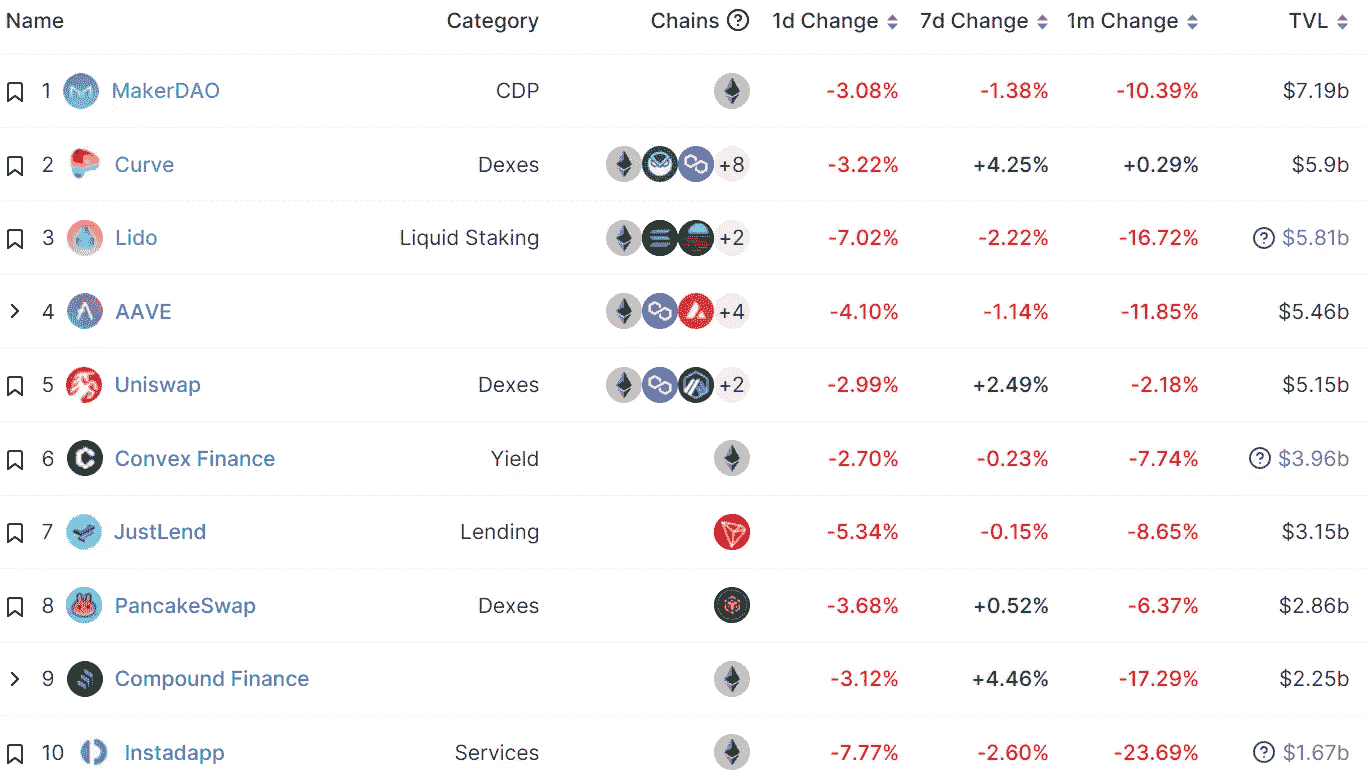 Name Category Chains ? 1d Change 7d Change 1m Change TVL
1 MakerDAO CDP -3.08% -1.38% -10.39% $7.19b
2 Curve Dexes +8 -3.22% +4.25% +0.29% $5.9b
3 Lido Liquid Staking +2 -7.02% -2.22% -16.72% ? $5.81b
4 AAVE +4 -4.10% -1.14% -11.85% $5.46b
5 Uniswap Dexes +2 -2.99% +2.49% -2.18% $5.15b
6 Convex Finance Yield -2.70% -0.23% -7.74% ? $3.96b
7 JustLend Lending -5.34% -0.15% -8.65% $3.15b
8 PancakeSwap Dexes -3.68% +0.52% -6.37% $2.86b
9 Compound Finance -3.12% +4.46% -17.29% $2.25b
10 Instadapp Services -7.77% -2.60% -23.69% ? $1.67b